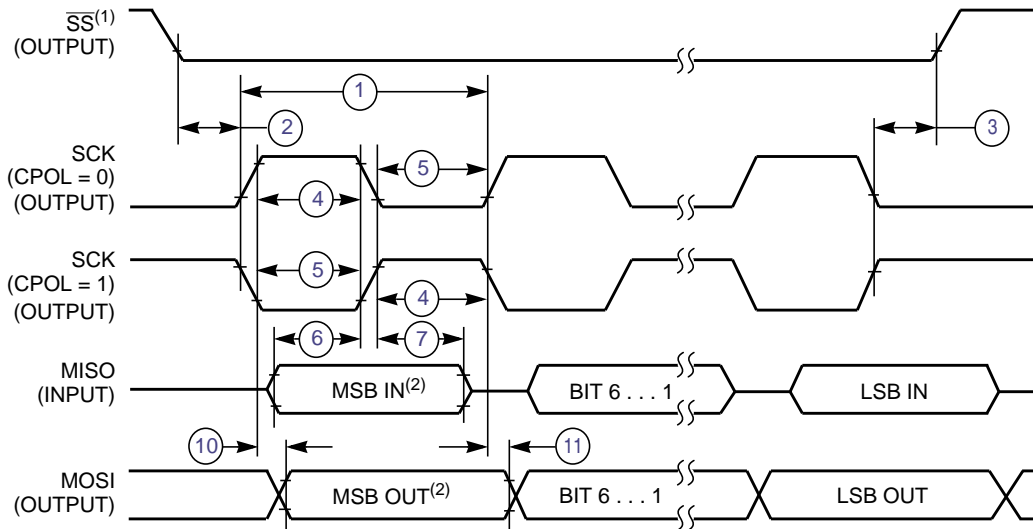 SS(1)
(OUTPUT)
1
2
3
SCK
(CPOL = 0)
(OUTPUT)
5
4
SCK
(CPOL = 1)
(OUTPUT)
5
4
6
7
MISO
(INPUT)
MSB IN(2)
BIT 6 . . . 1
LSB IN
10
11
MOSI
(OUTPUT)
MSB OUT(2)
BIT 6 . . . 1
LSB OUT